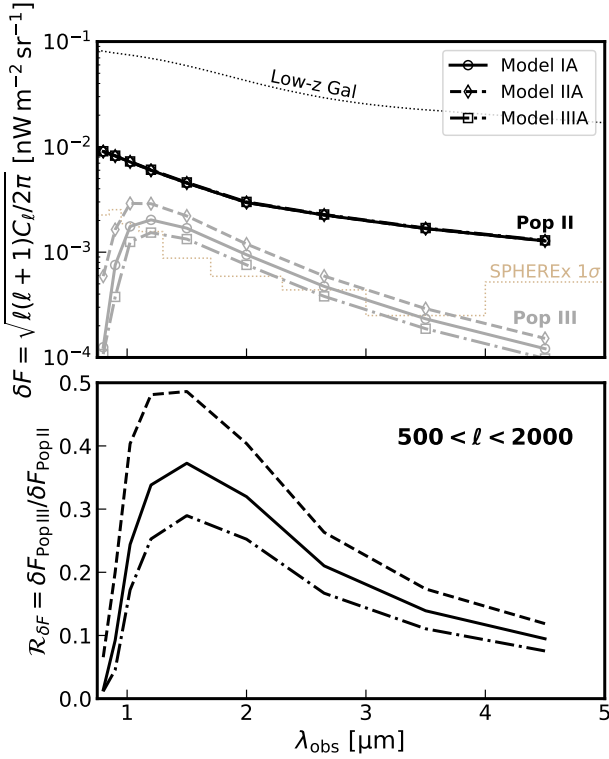 δF = √ℓ(ℓ + 1)Cℓ/2π [nW m⁻² sr⁻¹]
10⁻¹
10⁻²
10⁻³
10⁻⁴
Low-z Gal
Model IA
Model IIA
Model IIIA
Pop II
SPHEREx 1σ
Pop III
R_δF = δF_Pop III/δF_Pop II
0.5
0.4
0.3
0.2
0.1
0.0
500 < ℓ < 2000
1 2 3 4 5
λ_obs [μm]